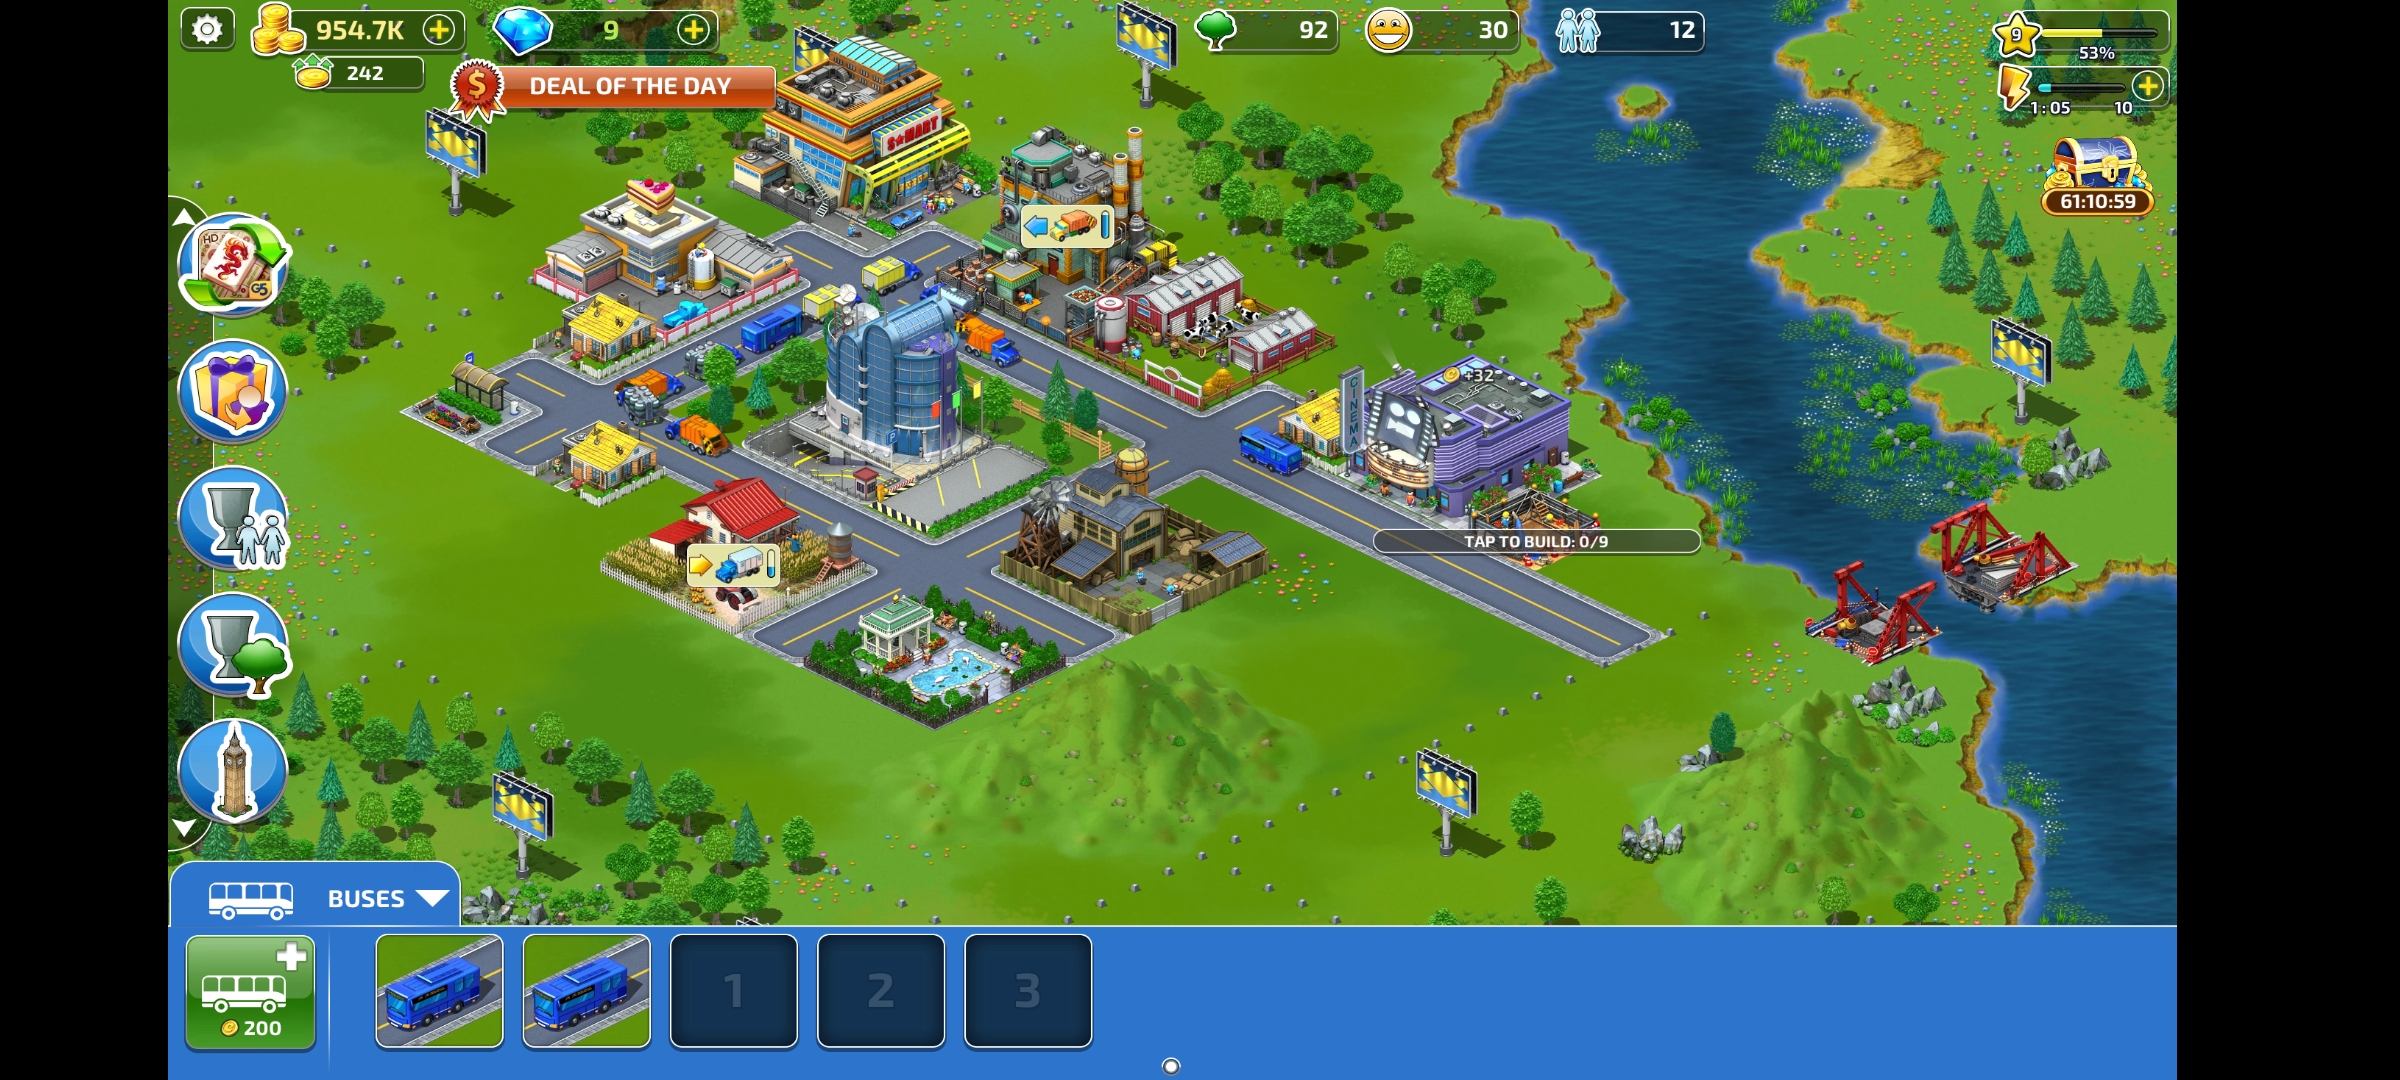 954.7K
9
92
30
12
9
53%
242
DEAL OF THE DAY
1:05
10
S★MART
61:10:59
HD
G5
CINEMA
+32
TAP TO BUILD: 0/9
BUSES
200
1
2
3